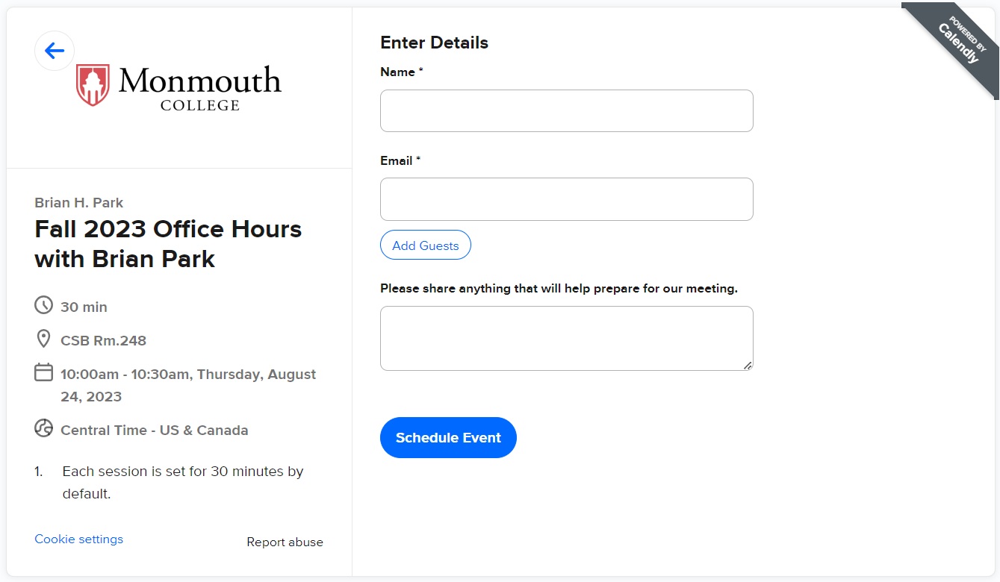 Monmouth
COLLEGE
Brian H. Park
Fall 2023 Office Hours
with Brian Park
30 min
CSB Rm.248
10:00am - 10:30am, Thursday, August
24, 2023
Central Time - US & Canada
1. Each session is set for 30 minutes by
default.
Cookie settings
Report abuse
Enter Details
Name *
Email *
Add Guests
Please share anything that will help prepare for our meeting.
Schedule Event
POWERED BY
Calendly